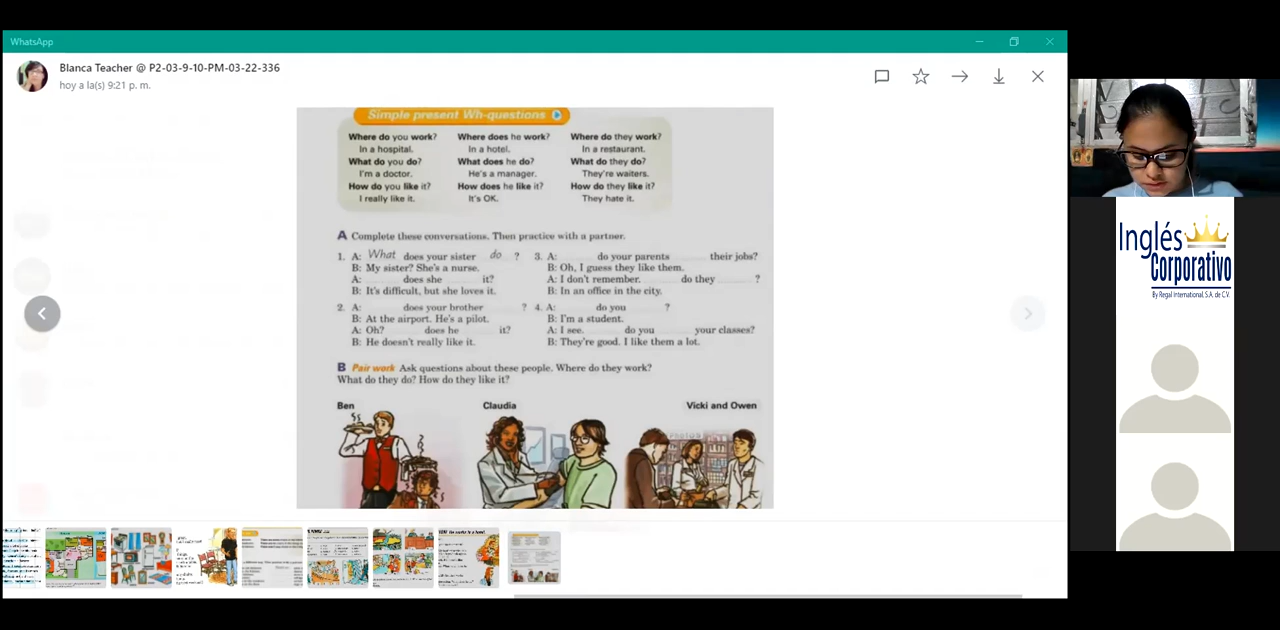 WhatsApp
Blanca Teacher @ P2-03-9-10-PM-03-22-336
hoy a la(s) 9:21 p. m.
Simple present Wh-questions
Where do you work? Where does he work? Where do they work?
In a hospital. In a hotel. In a restaurant.
What do you do? What does he do? What do they do?
I'm a doctor. He's a manager. They're waiters.
How do you like it? How does he like it? How do they like it?
I really like it. It's OK. They hate it.
A Complete these conversations. Then practice with a partner.
1. A: What does your sister do ?
B: My sister? She's a nurse.
A: does she it?
B: It's difficult, but she loves it.
2. A: does your brother ?
B: At the airport. He's a pilot.
A: Oh? does he it?
B: He doesn't really like it.
3. A: do your parents their jobs?
B: Oh, I guess they like them.
A: I don't remember. do they ?
B: In an office in the city.
4. A: do you ?
B: I'm a student.
A: I see. do you your classes?
B: They're good. I like them a lot.
B Pair work Ask questions about these people. Where do they work?
What do they do? How do they like it?
Ben Claudia Vicki and Owen
Inglés
Corporativo
By Regal International, S.A. de C.V.